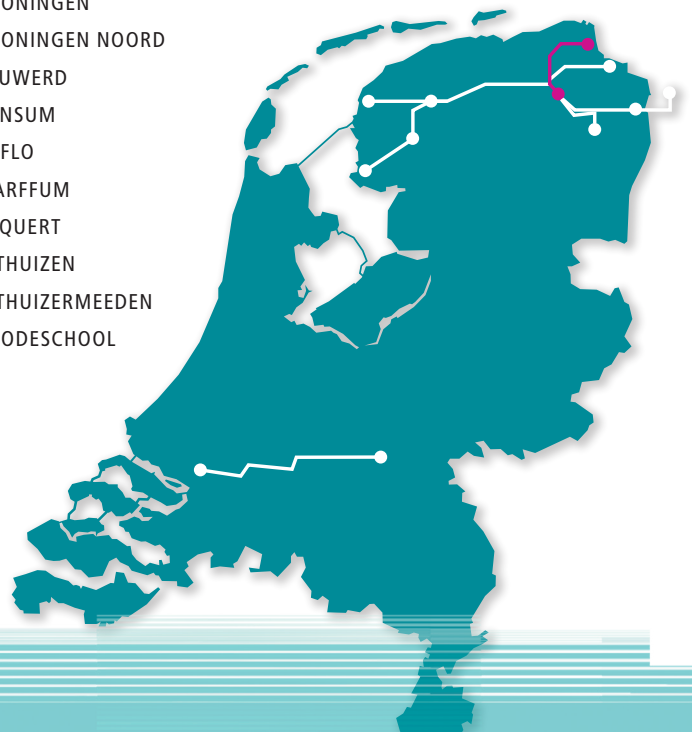 ONINGEN
ONINGEN NOORD
UWERD
NSUM
FLO
ARFFUM
QUERT
THUIZEN
THUIZERMEEDEN
ODESCHOOL